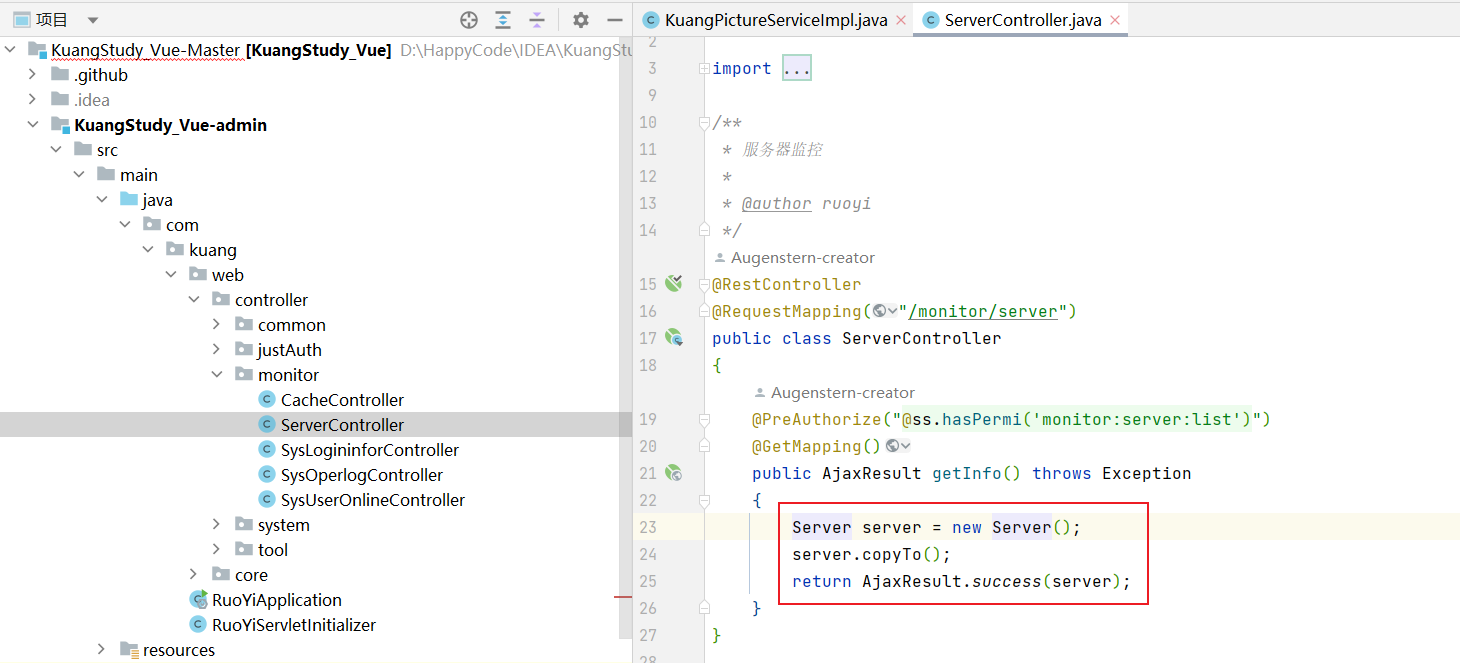 项目
KuangStudy_Vue-Master [KuangStudy_Vue] D:\HappyCode\IDEA\KuangStu
.github
.idea
KuangStudy_Vue-admin
src
main
java
com
kuang
web
controller
common
justAuth
monitor
CacheController
ServerController
SysLogininforController
SysOperlogController
SysUserOnlineController
system
tool
core
RuoYiApplication
RuoYiServletInitializer
resources
KuangPictureServiceImpl.java
ServerController.java
2
3 import ...
9
10 /**
11 * 服务器监控
12 *
13 * @author ruoyi
14 */
Augenstern-creator
15 @RestController
16 @RequestMapping("/monitor/server")
17 public class ServerController
18 {
Augenstern-creator
19 @PreAuthorize("@ss.hasPermi('monitor:server:list')")
20 @GetMapping()
21 public AjaxResult getInfo() throws Exception
22 {
23 Server server = new Server();
24 server.copyTo();
25 return AjaxResult.success(server);
26 }
27 }
28